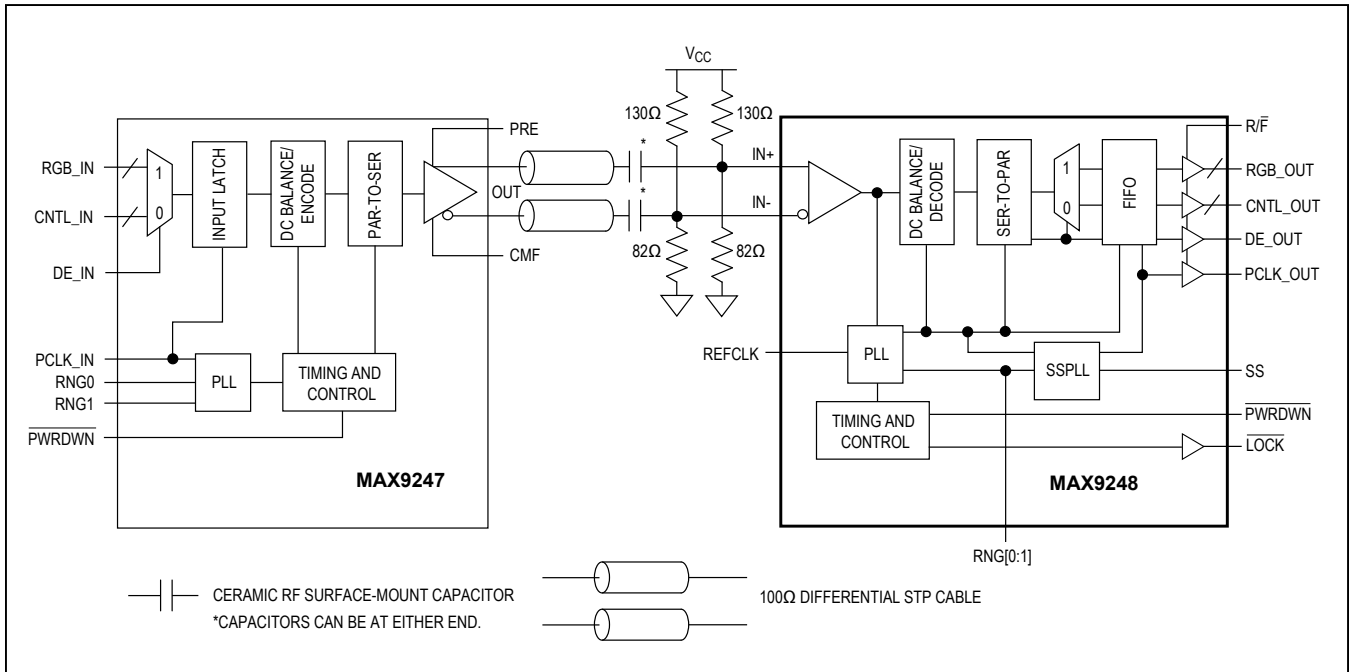 VCC
130Ω
130Ω
*
*
PRE
OUT
CMF
IN+
IN-
82Ω
82Ω
RGB_IN
CNTL_IN
DE_IN
PCLK_IN
RNG0
RNG1
PWRDWN
1
0
INPUT LATCH
DC BALANCE/
ENCODE
PAR-TO-SER
PLL
TIMING AND
CONTROL
MAX9247
REFCLK
DC BALANCE/
DECODE
SER-TO-PAR
1
0
FIFO
PLL
SSPLL
TIMING AND
CONTROL
MAX9248
R/F̅
RGB_OUT
CNTL_OUT
DE_OUT
PCLK_OUT
SS
PWRDWN
LOCK
RNG[0:1]
CERAMIC RF SURFACE-MOUNT CAPACITOR
*CAPACITORS CAN BE AT EITHER END.
100Ω DIFFERENTIAL STP CABLE